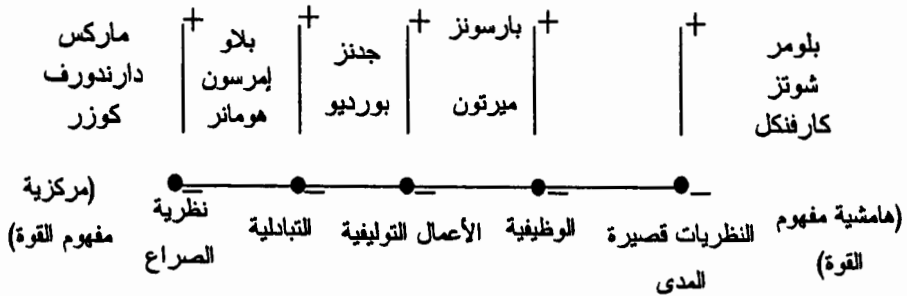 بلومر
شوتز
كارفنكل
بارسونز
ميرتون
جدنز
بورديو
بلاو
إمرسون
هومانر
ماركس
دارندورف
كوزر
+ + + + +
(هامشية مفهوم
القوة)
النظريات قصيرة
المدى
الوظيفية
الأعمال التوليفية
التبادلية
نظرية
الصراع
(مركزية
مفهوم القوة)
– – – – –